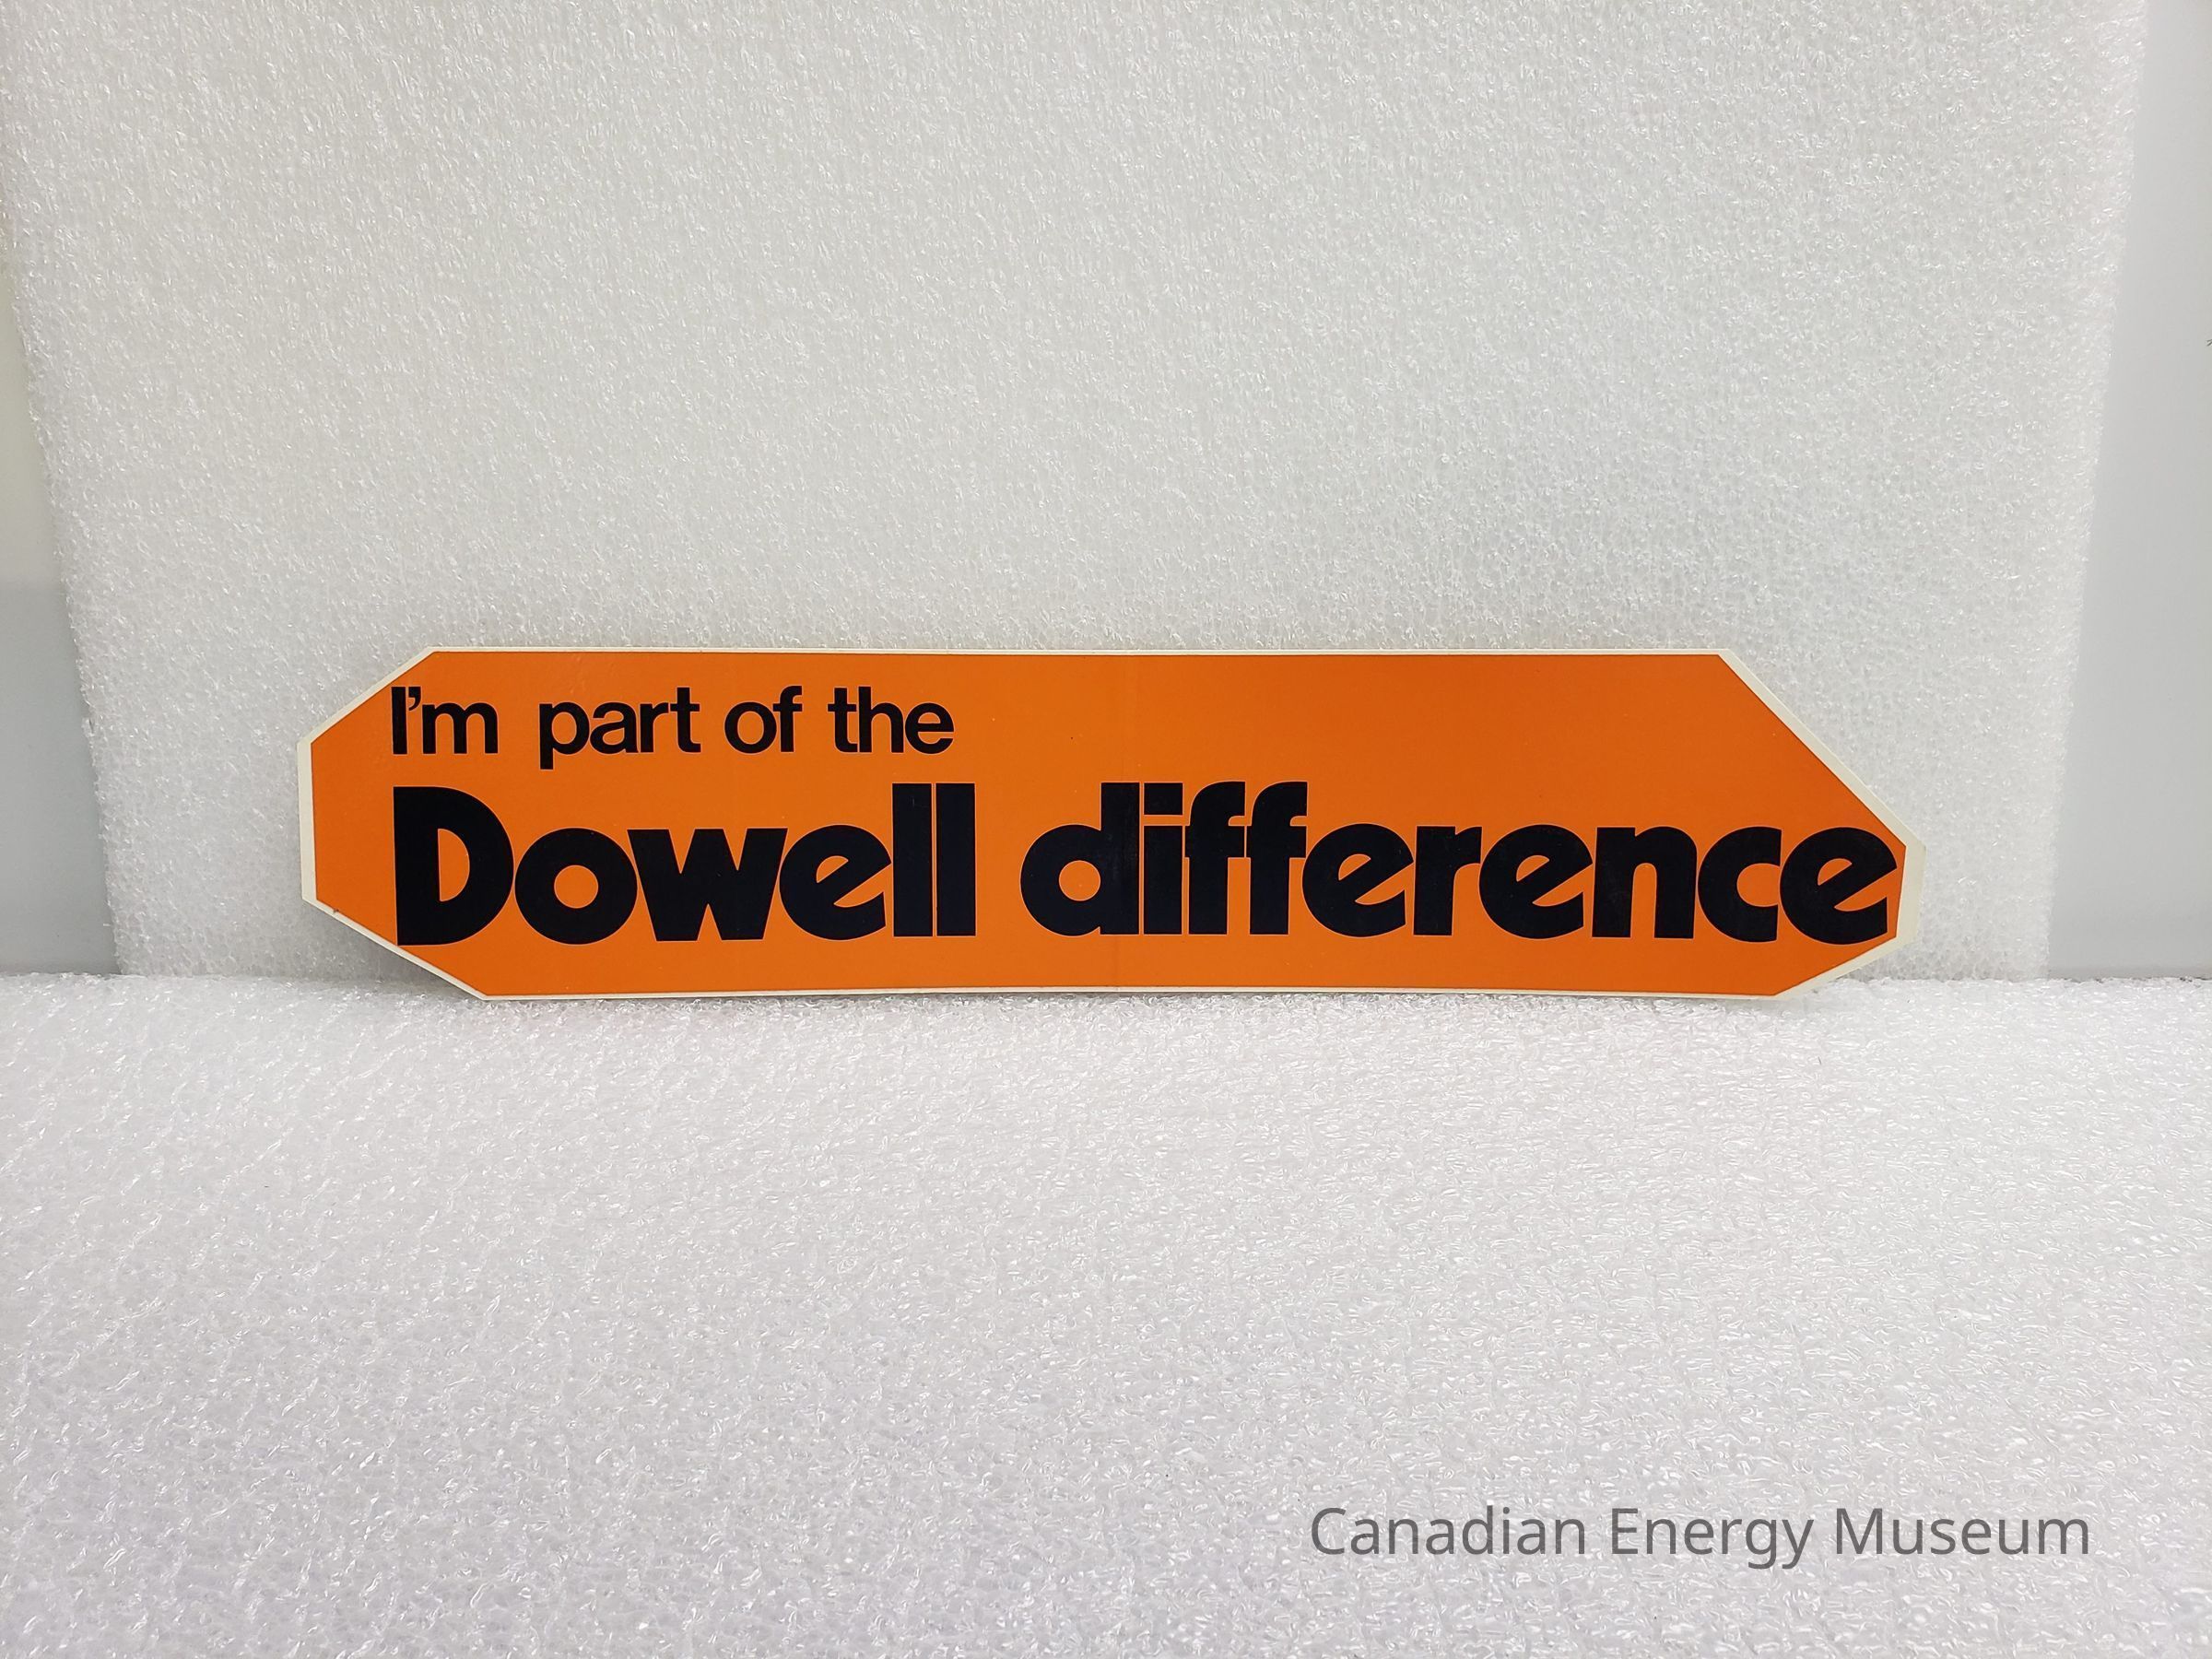 I'm part of the
Dowell difference
Canadian Energy Museum